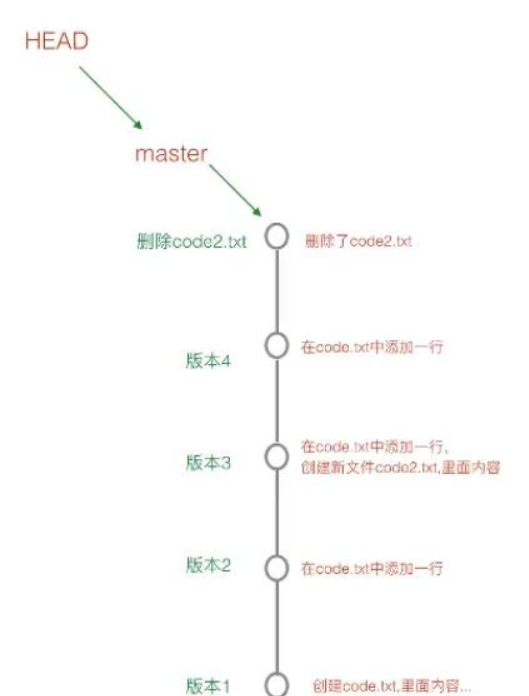 HEAD
master
删除code2.txt
删除了code2.txt
版本4
在code.txt中添加一行
版本3
在code.txt中添加一行,
创建新文件code2.txt,里面内容
版本2
在code.txt中添加一行
版本1
创建code.txt,里面内容...